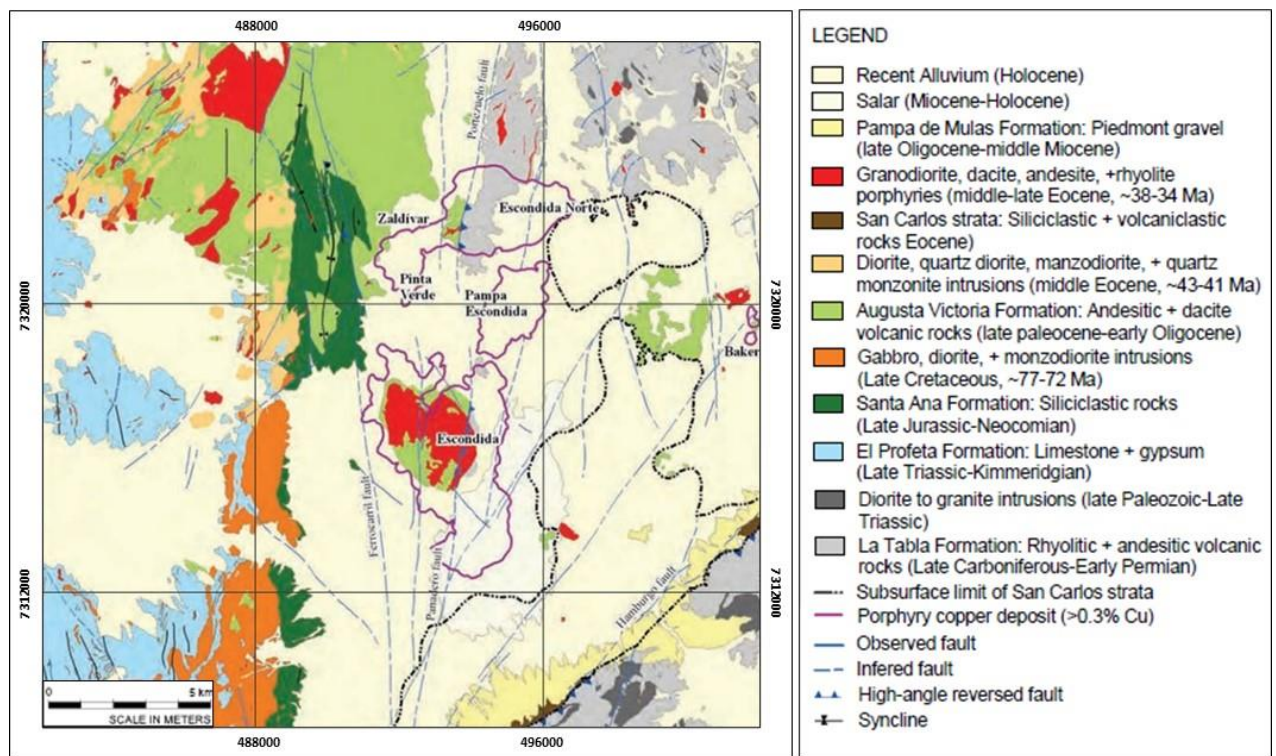 488000
496000
Portezuelo fault
Zaldívar
Escondida Norte
Pinta
Verde
Pampa
Escondida
7320000
7320000
Baker
Escondida
Ferrocarril fault
Panadero fault
Hamburgo fault
7312000
7312000
0 5 km
SCALE IN METERS
488000
496000
LEGEND
Recent Alluvium (Holocene)
Salar (Miocene-Holocene)
Pampa de Mulas Formation: Piedmont gravel
(late Oligocene-middle Miocene)
Granodiorite, dacite, andesite, +rhyolite
porphyries (middle-late Eocene, ~38-34 Ma)
San Carlos strata: Siliciclastic + volcaniclastic
rocks Eocene)
Diorite, quartz diorite, manzodiorite, + quartz
monzonite intrusions (middle Eocene, ~43-41 Ma)
Augusta Victoria Formation: Andesitic + dacite
volcanic rocks (late paleocene-early Oligocene)
Gabbro, diorite, + monzodiorite intrusions
(Late Cretaceous, ~77-72 Ma)
Santa Ana Formation: Siliciclastic rocks
(Late Jurassic-Neocomian)
El Profeta Formation: Limestone + gypsum
(Late Triassic-Kimmeridgian)
Diorite to granite intrusions (late Paleozoic-Late
Triassic)
La Tabla Formation: Rhyolitic + andesitic volcanic
rocks (Late Carboniferous-Early Permian)
Subsurface limit of San Carlos strata
Porphyry copper deposit (>0.3% Cu)
Observed fault
Infered fault
High-angle reversed fault
Syncline